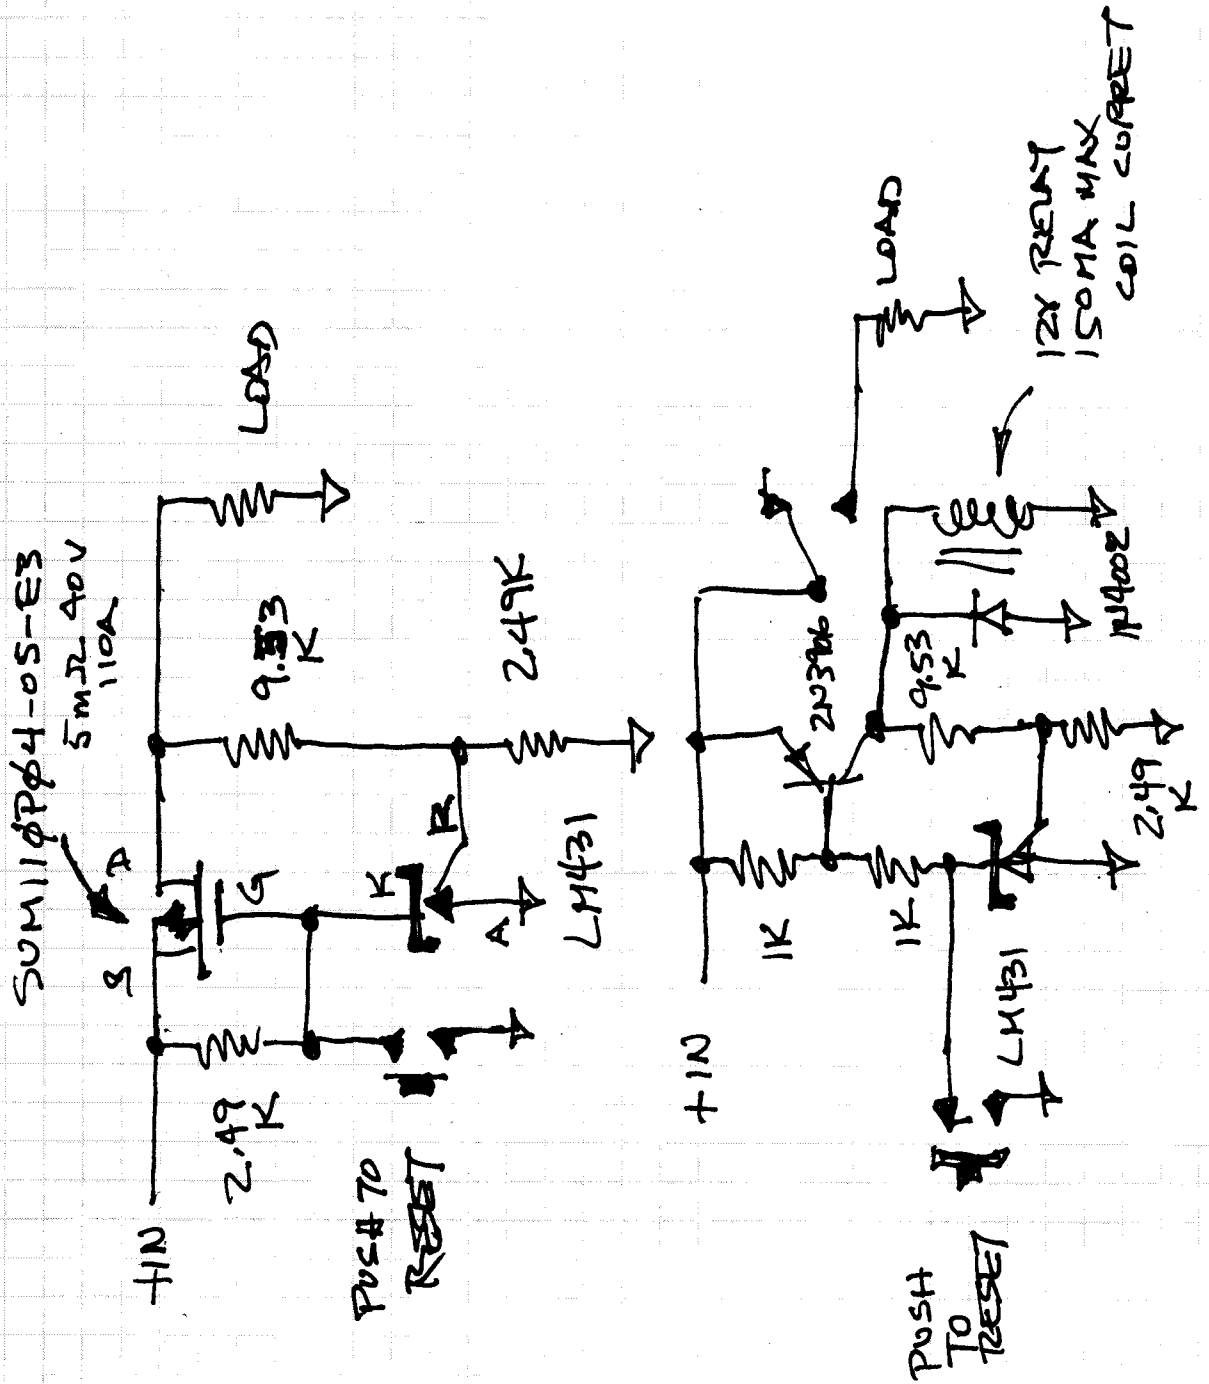 SUM110P04-05-E3
5mΩ 40V
110A
+IN
S
D
G
2.49
K
9.53
K
LOAD
K
R
A
2.49K
LM431
PUSH TO
RESET
+IN
1K
1K
2N3906
LOAD
9.53
K
2.49
K
1N4002
LM431
PUSH
TO
RESET
12V RELAY
150MA MAX
COIL CURRET